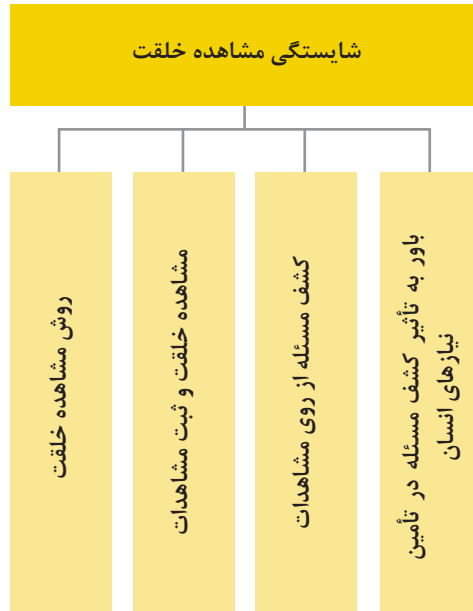 شایستگی مشاهده خلقت
باور به تأثیر کشف مسئله در تأمین
نیازهای انسان
کشف مسئله از روی مشاهدات
مشاهده خلقت و ثبت مشاهدات
روش مشاهده خلقت